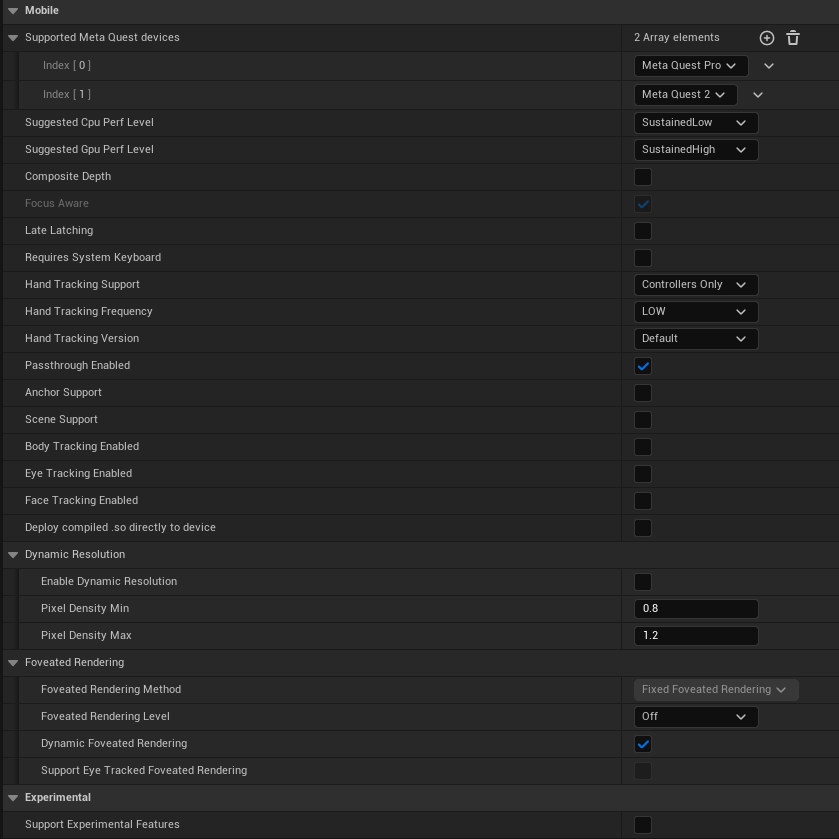 Mobile
Supported Meta Quest devices 2 Array elements
Index [ 0 ] Meta Quest Pro
Index [ 1 ] Meta Quest 2
Suggested Cpu Perf Level SustainedLow
Suggested Gpu Perf Level SustainedHigh
Composite Depth
Focus Aware
Late Latching
Requires System Keyboard
Hand Tracking Support Controllers Only
Hand Tracking Frequency LOW
Hand Tracking Version Default
Passthrough Enabled
Anchor Support
Scene Support
Body Tracking Enabled
Eye Tracking Enabled
Face Tracking Enabled
Deploy compiled .so directly to device
Dynamic Resolution
Enable Dynamic Resolution
Pixel Density Min 0.8
Pixel Density Max 1.2
Foveated Rendering
Foveated Rendering Method Fixed Foveated Rendering
Foveated Rendering Level Off
Dynamic Foveated Rendering
Support Eye Tracked Foveated Rendering
Experimental
Support Experimental Features